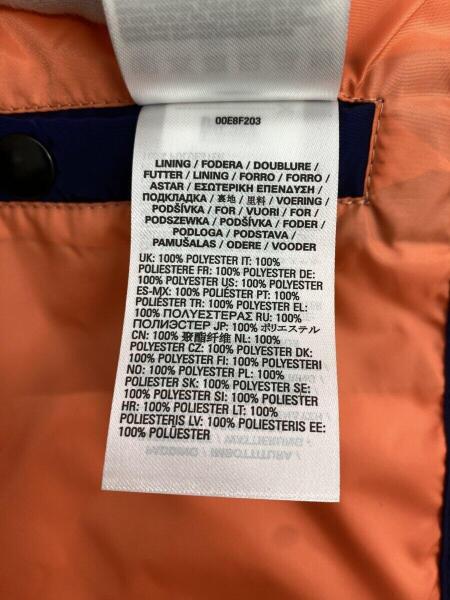 00E8F203
LINING / FODERA / DOUBLURE /
FUTTER / LINING / FORRO / FORRO /
ASTAR / ΕΣΩΤΕΡΙΚΗ ΕΠΕΝΔΥΣΗ /
ПОДКЛАДКА / 裏地 / 里料 / VOERING /
PODŠÍVKA / FOR / VUORI / FOR /
PODSZEWKA / PODŠÍVKA / FODER /
PODLOGA / PODSTAVA /
PAMUŠALAS / ODERE / VOODER
UK: 100% POLYESTER IT: 100%
POLIESTERE FR: 100% POLYESTER DE:
100% POLYESTER US: 100% POLYESTER
ES-MX: 100% POLIÉSTER PT: 100%
POLIÉSTER TR: 100% POLIESTER EL:
100% ΠΟΛΥΕΣΤΕΡΑΣ RU: 100%
ПОЛИЭСТЕР JP: 100% ポリエステル
CN: 100% 聚酯纤维 NL: 100%
POLYESTER CZ: 100% POLYESTER DK:
100% POLYESTER FI: 100% POLYESTERI
NO: 100% POLYESTER PL: 100%
POLIESTER SK: 100% POLYESTER SE:
100% POLYESTER SI: 100% POLIESTER
HR: 100% POLIESTER LT: 100%
POLIESTERIS LV: 100% POLIESTERIS EE:
100% POLÜESTER